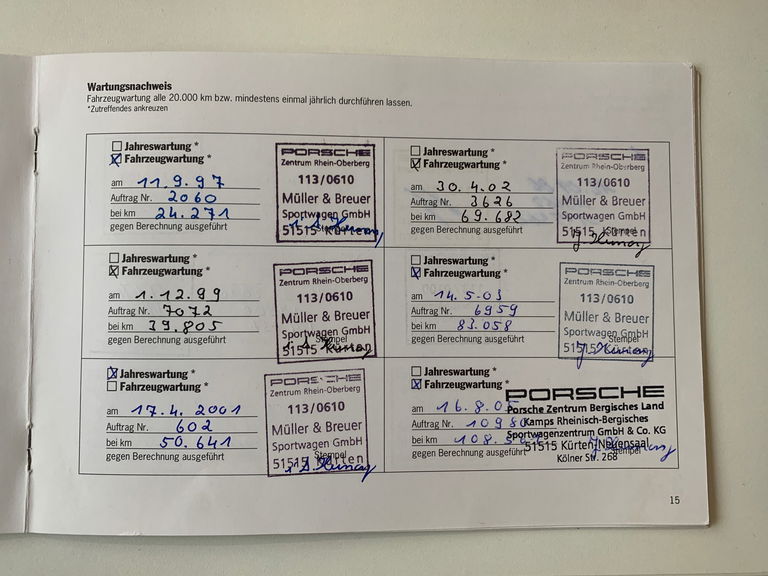 Wartungsnachweis
Fahrzeugwartung alle 20.000 km bzw. mindestens einmal jährlich durchführen lassen.
*Zutreffendes ankreuzen
Jahreswartung *
Fahrzeugwartung *
am 11.9.97
Auftrag Nr. 2060
bei km 24.271
gegen Berechnung ausgeführt
PORSCHE
Zentrum Rhein-Oberberg
113/0610
Müller & Breuer
Sportwagen GmbH
51515 Kürten
Stempel
Jahreswartung *
Fahrzeugwartung *
am 30.4.02
Auftrag Nr. 3626
bei km 69.682
gegen Berechnung ausgeführt
PORSCHE
Zentrum Rhein-Oberberg
113/0610
Müller & Breuer
Sportwagen GmbH
51515 Kürten
Stempel
Jahreswartung *
Fahrzeugwartung *
am 1.12.99
Auftrag Nr. 7072
bei km 39.805
gegen Berechnung ausgeführt
PORSCHE
Zentrum Rhein-Oberberg
113/0610
Müller & Breuer
Sportwagen GmbH
Stempel
51515 Kürten
Jahreswartung *
Fahrzeugwartung *
am 14.5-03
Auftrag Nr. 6959
bei km 83.058
gegen Berechnung ausgeführt
PORSCHE
Zentrum Rhein-Oberberg
113/0610
Müller & Breuer
Sportwagen GmbH
Stempel
51515 Kürten
Jahreswartung *
Fahrzeugwartung *
am 17.4.2001
Auftrag Nr. 602
bei km 50.641
gegen Berechnung ausgeführt
PORSCHE
Zentrum Rhein-Oberberg
113/0610
Müller & Breuer
Sportwagen GmbH
Stempel
51515 Kürten
Jahreswartung *
Fahrzeugwartung *
am 16.8.05
Auftrag Nr.
bei km
gegen Berechnung ausgeführt
PORSCHE
Porsche Zentrum Bergisches Land
Kamps Rheinisch-Bergisches
Sportwagenzentrum GmbH & Co. KG
51515 Kürten-Neuensaal
Stempel
Kölner Str. 268
15